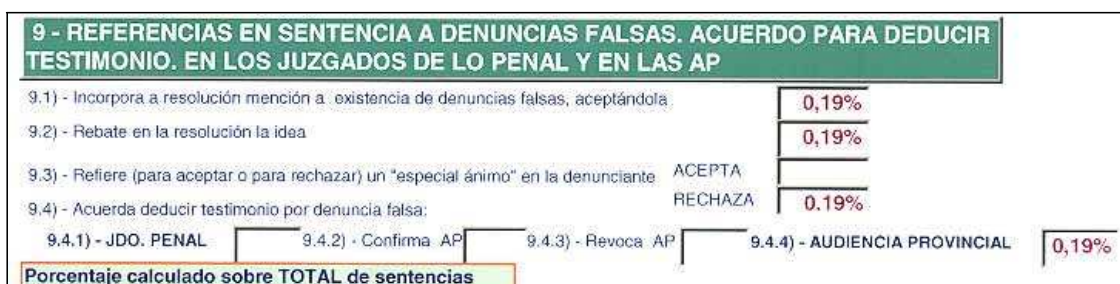 9 - REFERENCIAS EN SENTENCIA A DENUNCIAS FALSAS. ACUERDO PARA DEDUCIR
TESTIMONIO. EN LOS JUZGADOS DE LO PENAL Y EN LAS AP
9.1) - Incorpora a resolución mención a existencia de denuncias falsas, aceptándola 0,19%
9.2) - Rebate en la resolución la idea 0,19%
9.3) - Refiere (para aceptar o para rechazar) un "especial ánimo" en la denunciante ACEPTA
RECHAZA 0.19%
9.4) - Acuerda deducir testimonio por denuncia falsa:
9.4.1) - JDO. PENAL 9.4.2) - Confirma AP 9.4.3) - Revoca AP 9.4.4) - AUDIENCIA PROVINCIAL 0,19%
Porcentaje calculado sobre TOTAL de sentencias